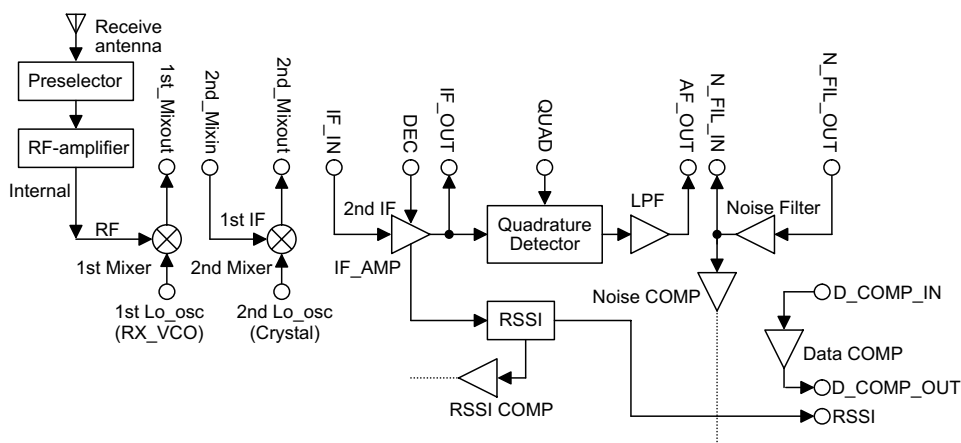 Receive
antenna
Preselector
RF-amplifier
Internal
RF
1st_Mixout
2nd_Mixin
2nd_Mixout
1st IF
1st Mixer
2nd Mixer
1st Lo_osc
(RX_VCO)
2nd Lo_osc
(Crystal)
IF_IN
DEC
IF_OUT
QUAD
AF_OUT
N_FIL_IN
N_FIL_OUT
2nd IF
IF_AMP
Quadrature
Detector
LPF
Noise Filter
Noise COMP
RSSI
RSSI COMP
D_COMP_IN
Data COMP
D_COMP_OUT
RSSI